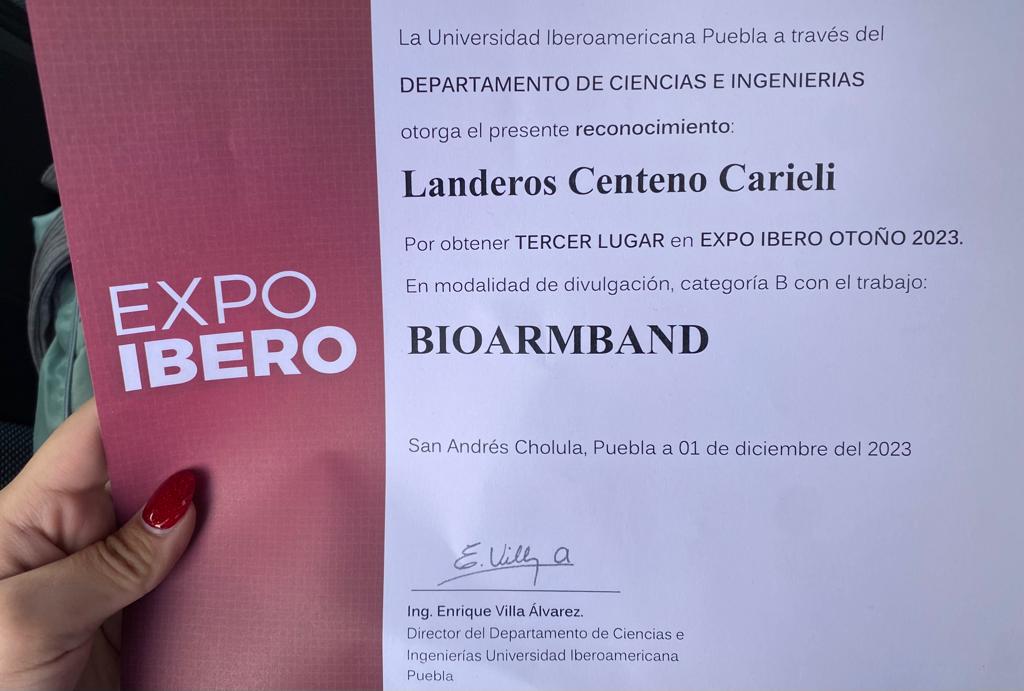 EXPO
IBERO
La Universidad Iberoamericana Puebla a través del
DEPARTAMENTO DE CIENCIAS E INGENIERIAS
otorga el presente reconocimiento:
Landeros Centeno Carieli
Por obtener TERCER LUGAR en EXPO IBERO OTOÑO 2023.
En modalidad de divulgación, categoría B con el trabajo:
BIOARMBAND
San Andrés Cholula, Puebla a 01 de diciembre del 2023
E. Villa A
Ing. Enrique Villa Álvarez.
Director del Departamento de Ciencias e
Ingenierías Universidad Iberoamericana
Puebla